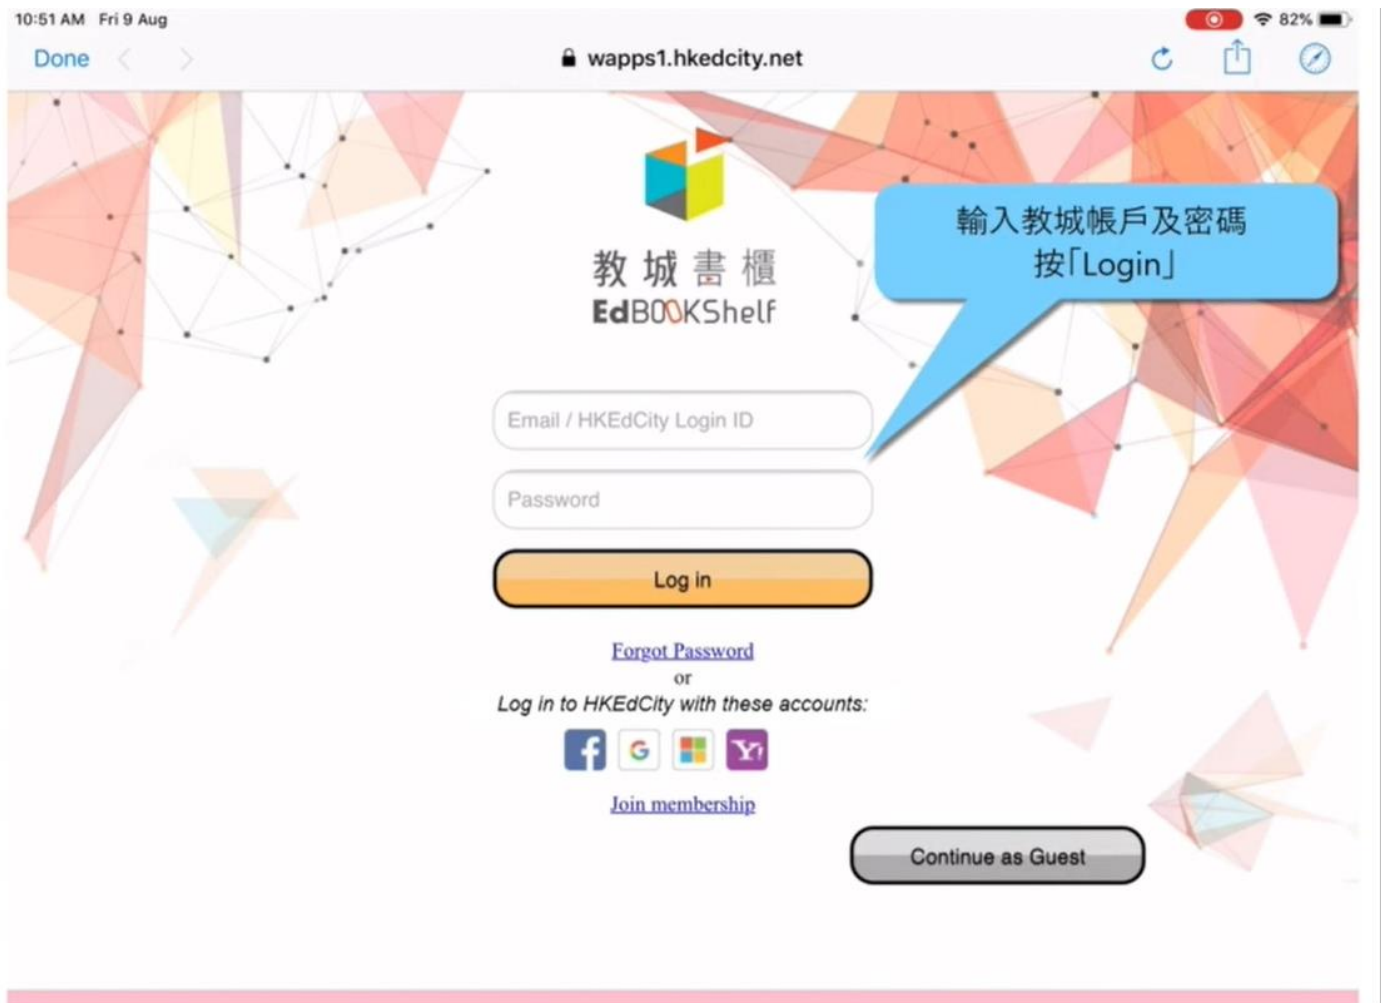 10:51 AM Fri 9 Aug
82%
Done
wapps1.hkedcity.net
輸入教城帳戶及密碼
按「Login」
教城書櫃
EdBOOKShelf
Email / HKEdCity Login ID
Password
Log in
Forgot Password
or
Log in to HKEdCity with these accounts:
f G Y!
Join membership
Continue as Guest